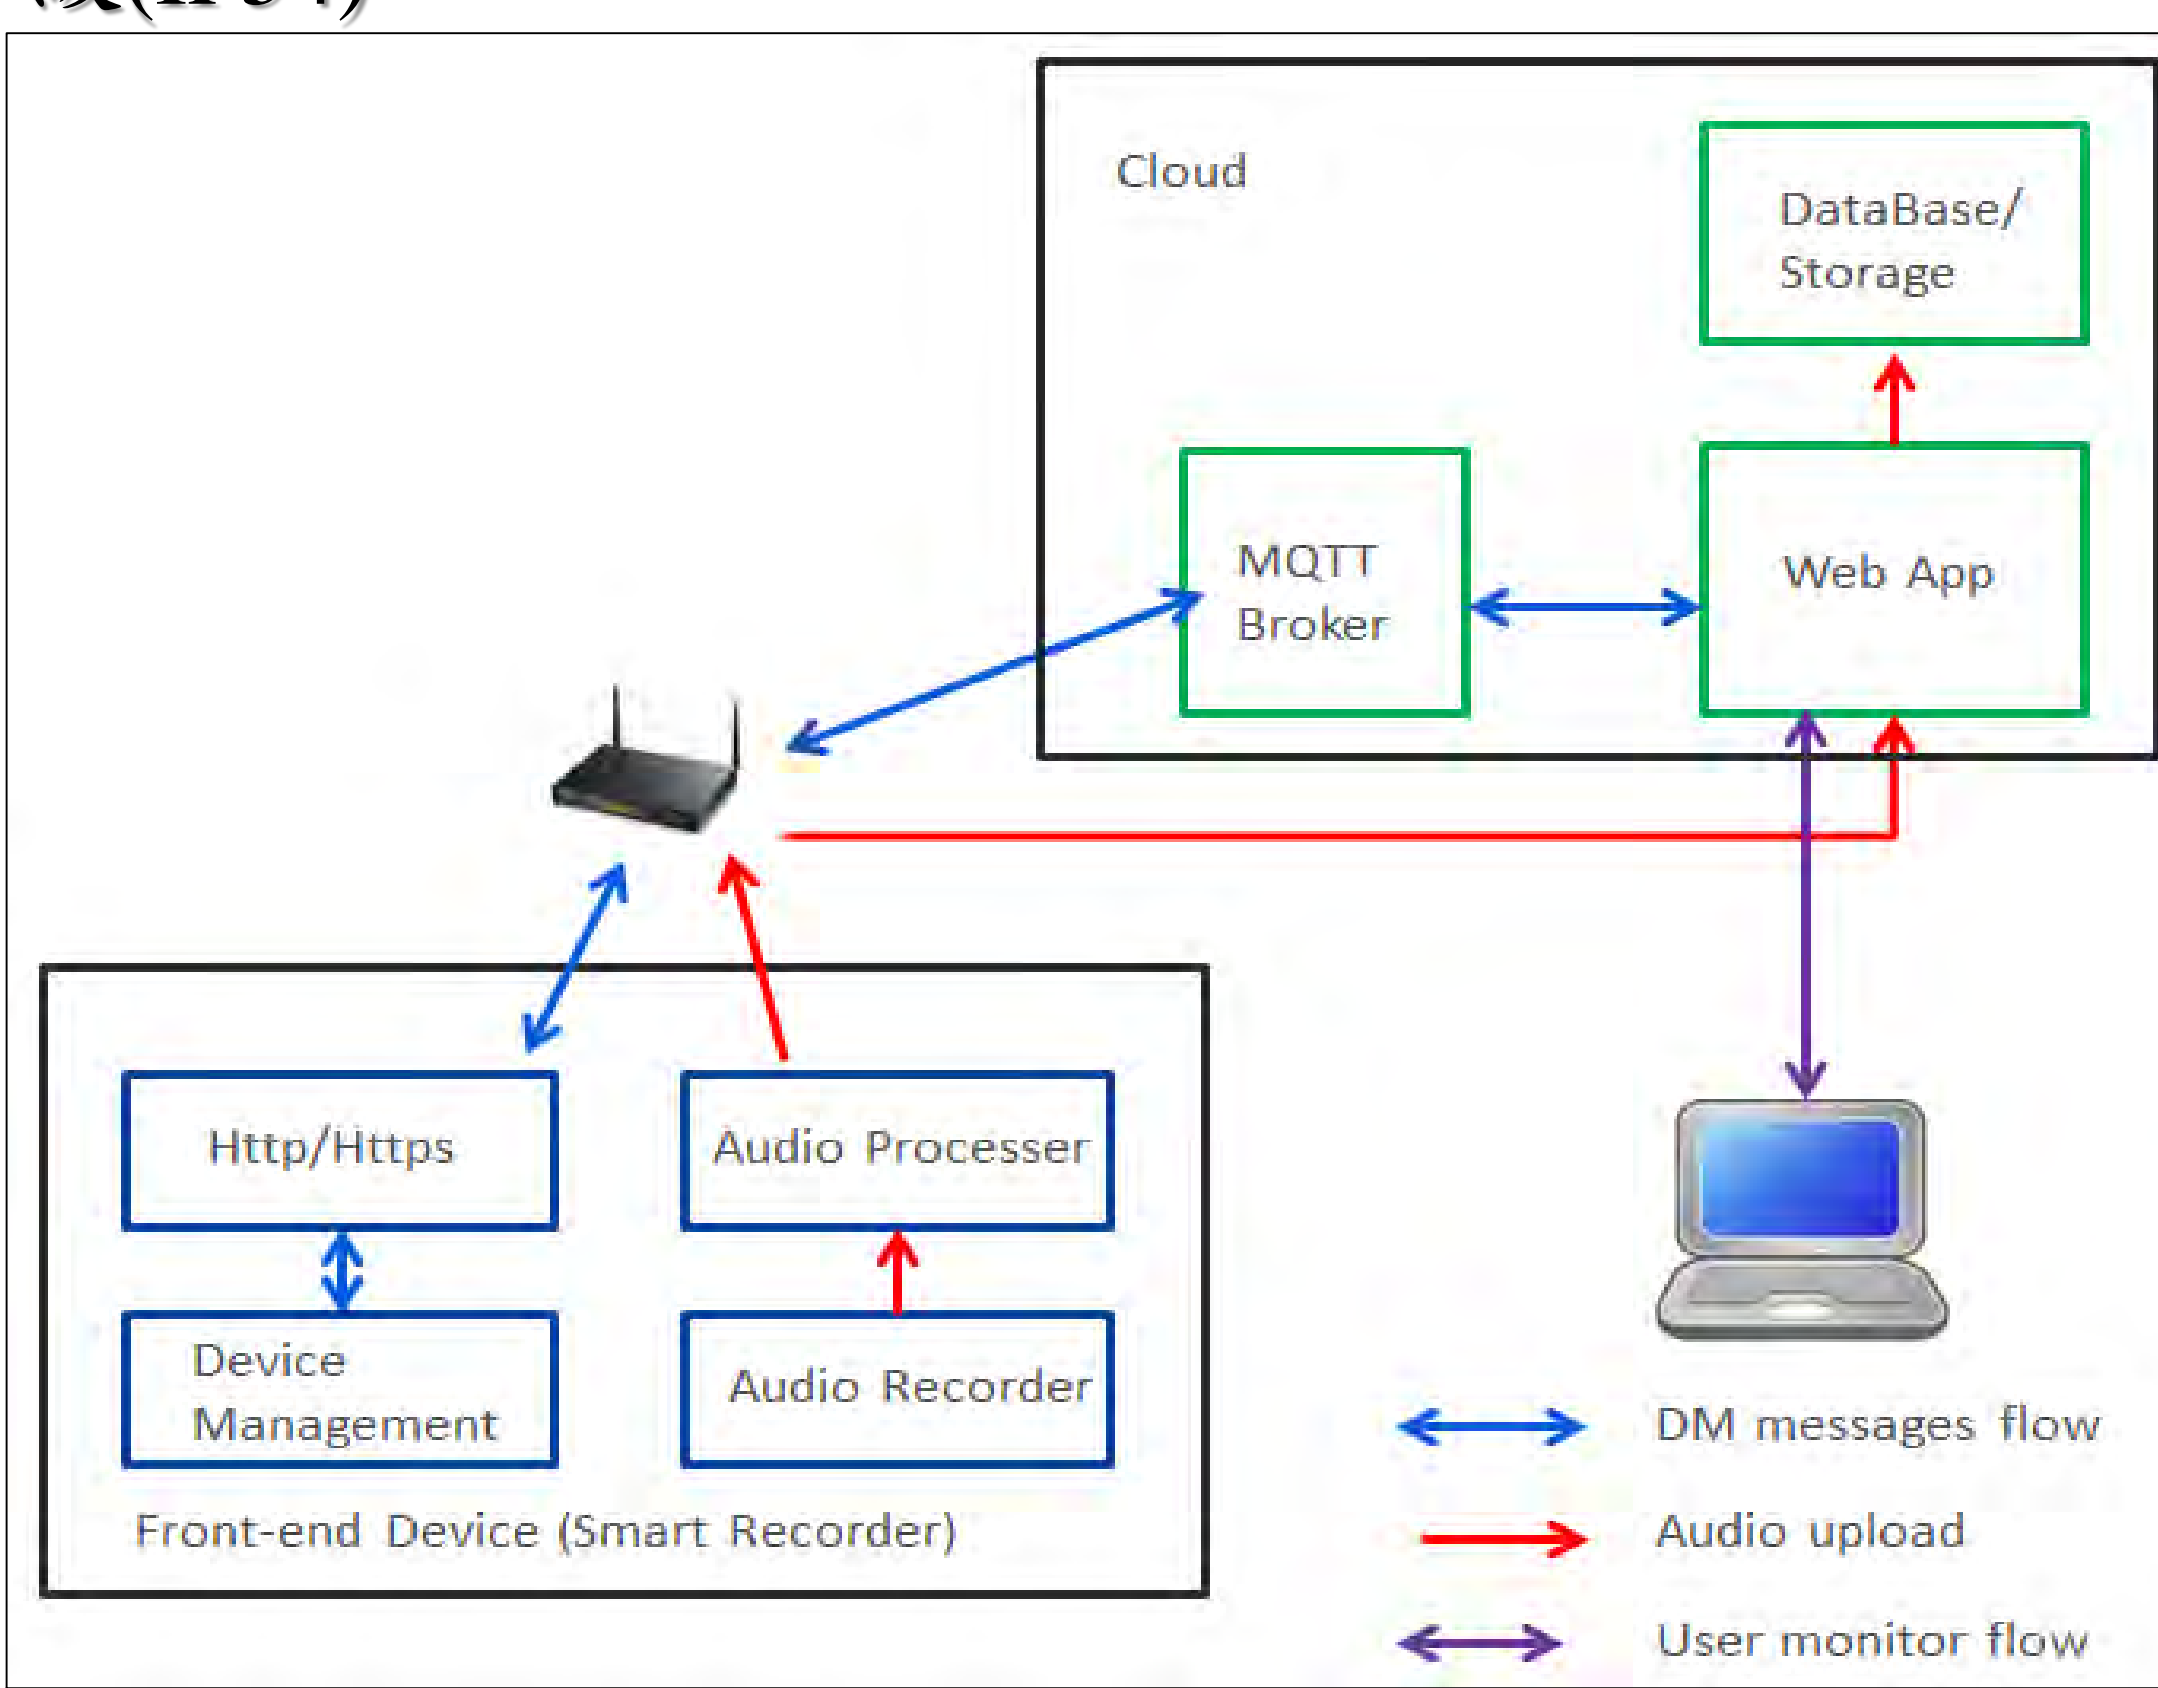 Cloud
DataBase/
Storage
MQTT
Broker
Web App
Http/Https
Audio Processer
Device
Management
Audio Recorder
Front-end Device (Smart Recorder)
DM messages flow
Audio upload
User monitor flow